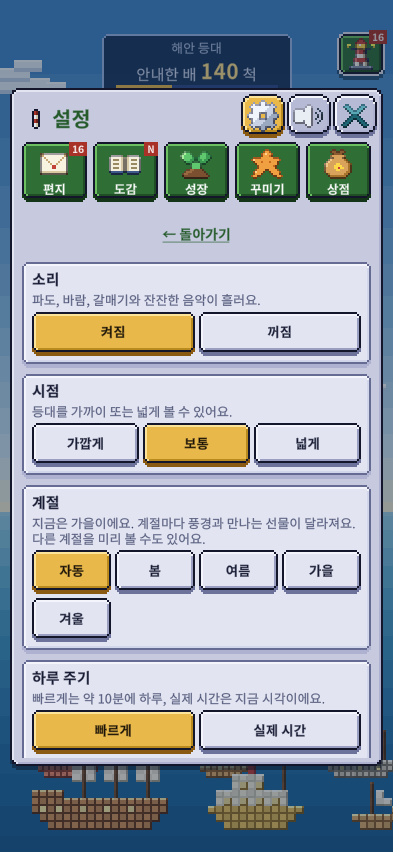 해안 등대
16
안내한 배 140 척
설정
16
N
편지
도감
성장
꾸미기
상점
← 돌아가기
소리
파도, 바람, 갈매기와 잔잔한 음악이 흘러요.
켜짐
꺼짐
시점
등대를 가까이 또는 넓게 볼 수 있어요.
가깝게
보통
넓게
계절
지금은 가을이에요. 계절마다 풍경과 만나는 선물이 달라져요.
다른 계절을 미리 볼 수도 있어요.
자동
봄
여름
가을
겨울
하루 주기
빠르게는 약 10분에 하루, 실제 시간은 지금 시각이에요.
빠르게
실제 시간